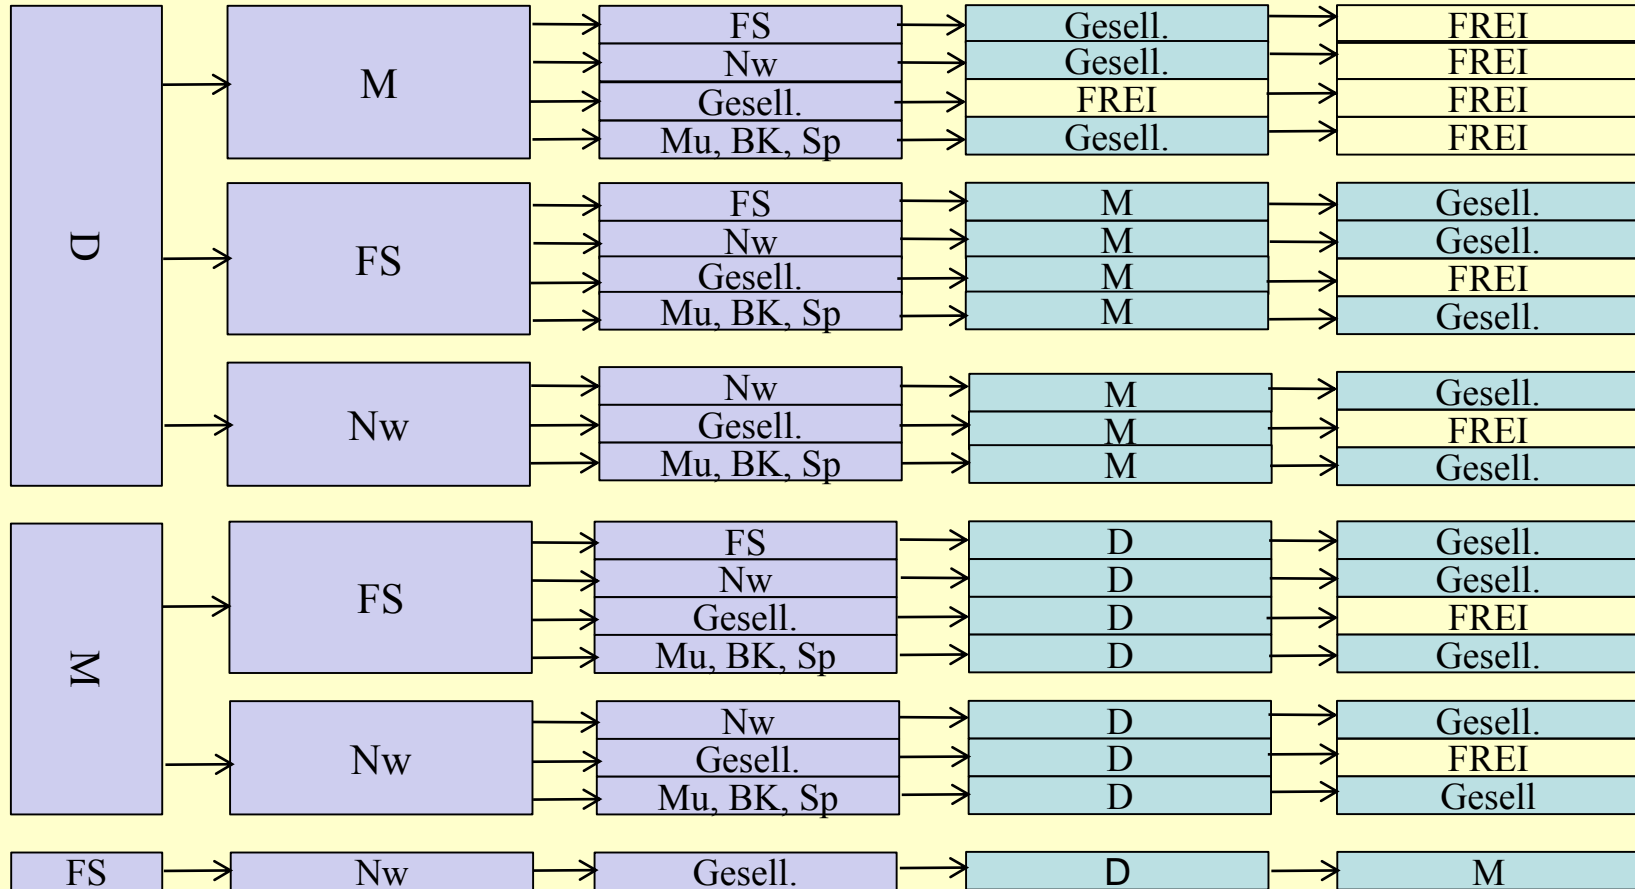 D
M
FS Gesell. FREI
Nw Gesell. FREI
Gesell. FREI FREI
Mu, BK, Sp Gesell. FREI
FS
FS M Gesell.
Nw M Gesell.
Gesell. M FREI
Mu, BK, Sp M Gesell.
Nw
Nw M Gesell.
Gesell. M FREI
Mu, BK, Sp M Gesell.
M
FS
FS D Gesell.
Nw D Gesell.
Gesell. D FREI
Mu, BK, Sp D Gesell.
Nw
Nw D Gesell.
Gesell. D FREI
Mu, BK, Sp D Gesell
FS Nw Gesell. D M